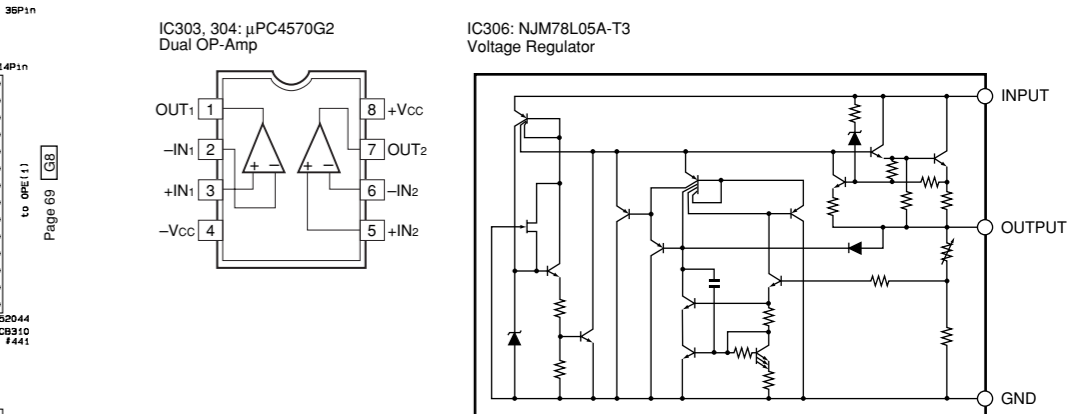 36Pin
14Pin
to OPE[1]
Page 69 G8
52044
CB310
#441
IC303, 304: µPC4570G2
Dual OP-Amp
OUT1 1
–IN1 2
+IN1 3
–VCC 4
8 +VCC
7 OUT2
6 –IN2
5 +IN2
+ –
+ –
IC306: NJM78L05A-T3
Voltage Regulator
INPUT
OUTPUT
GND